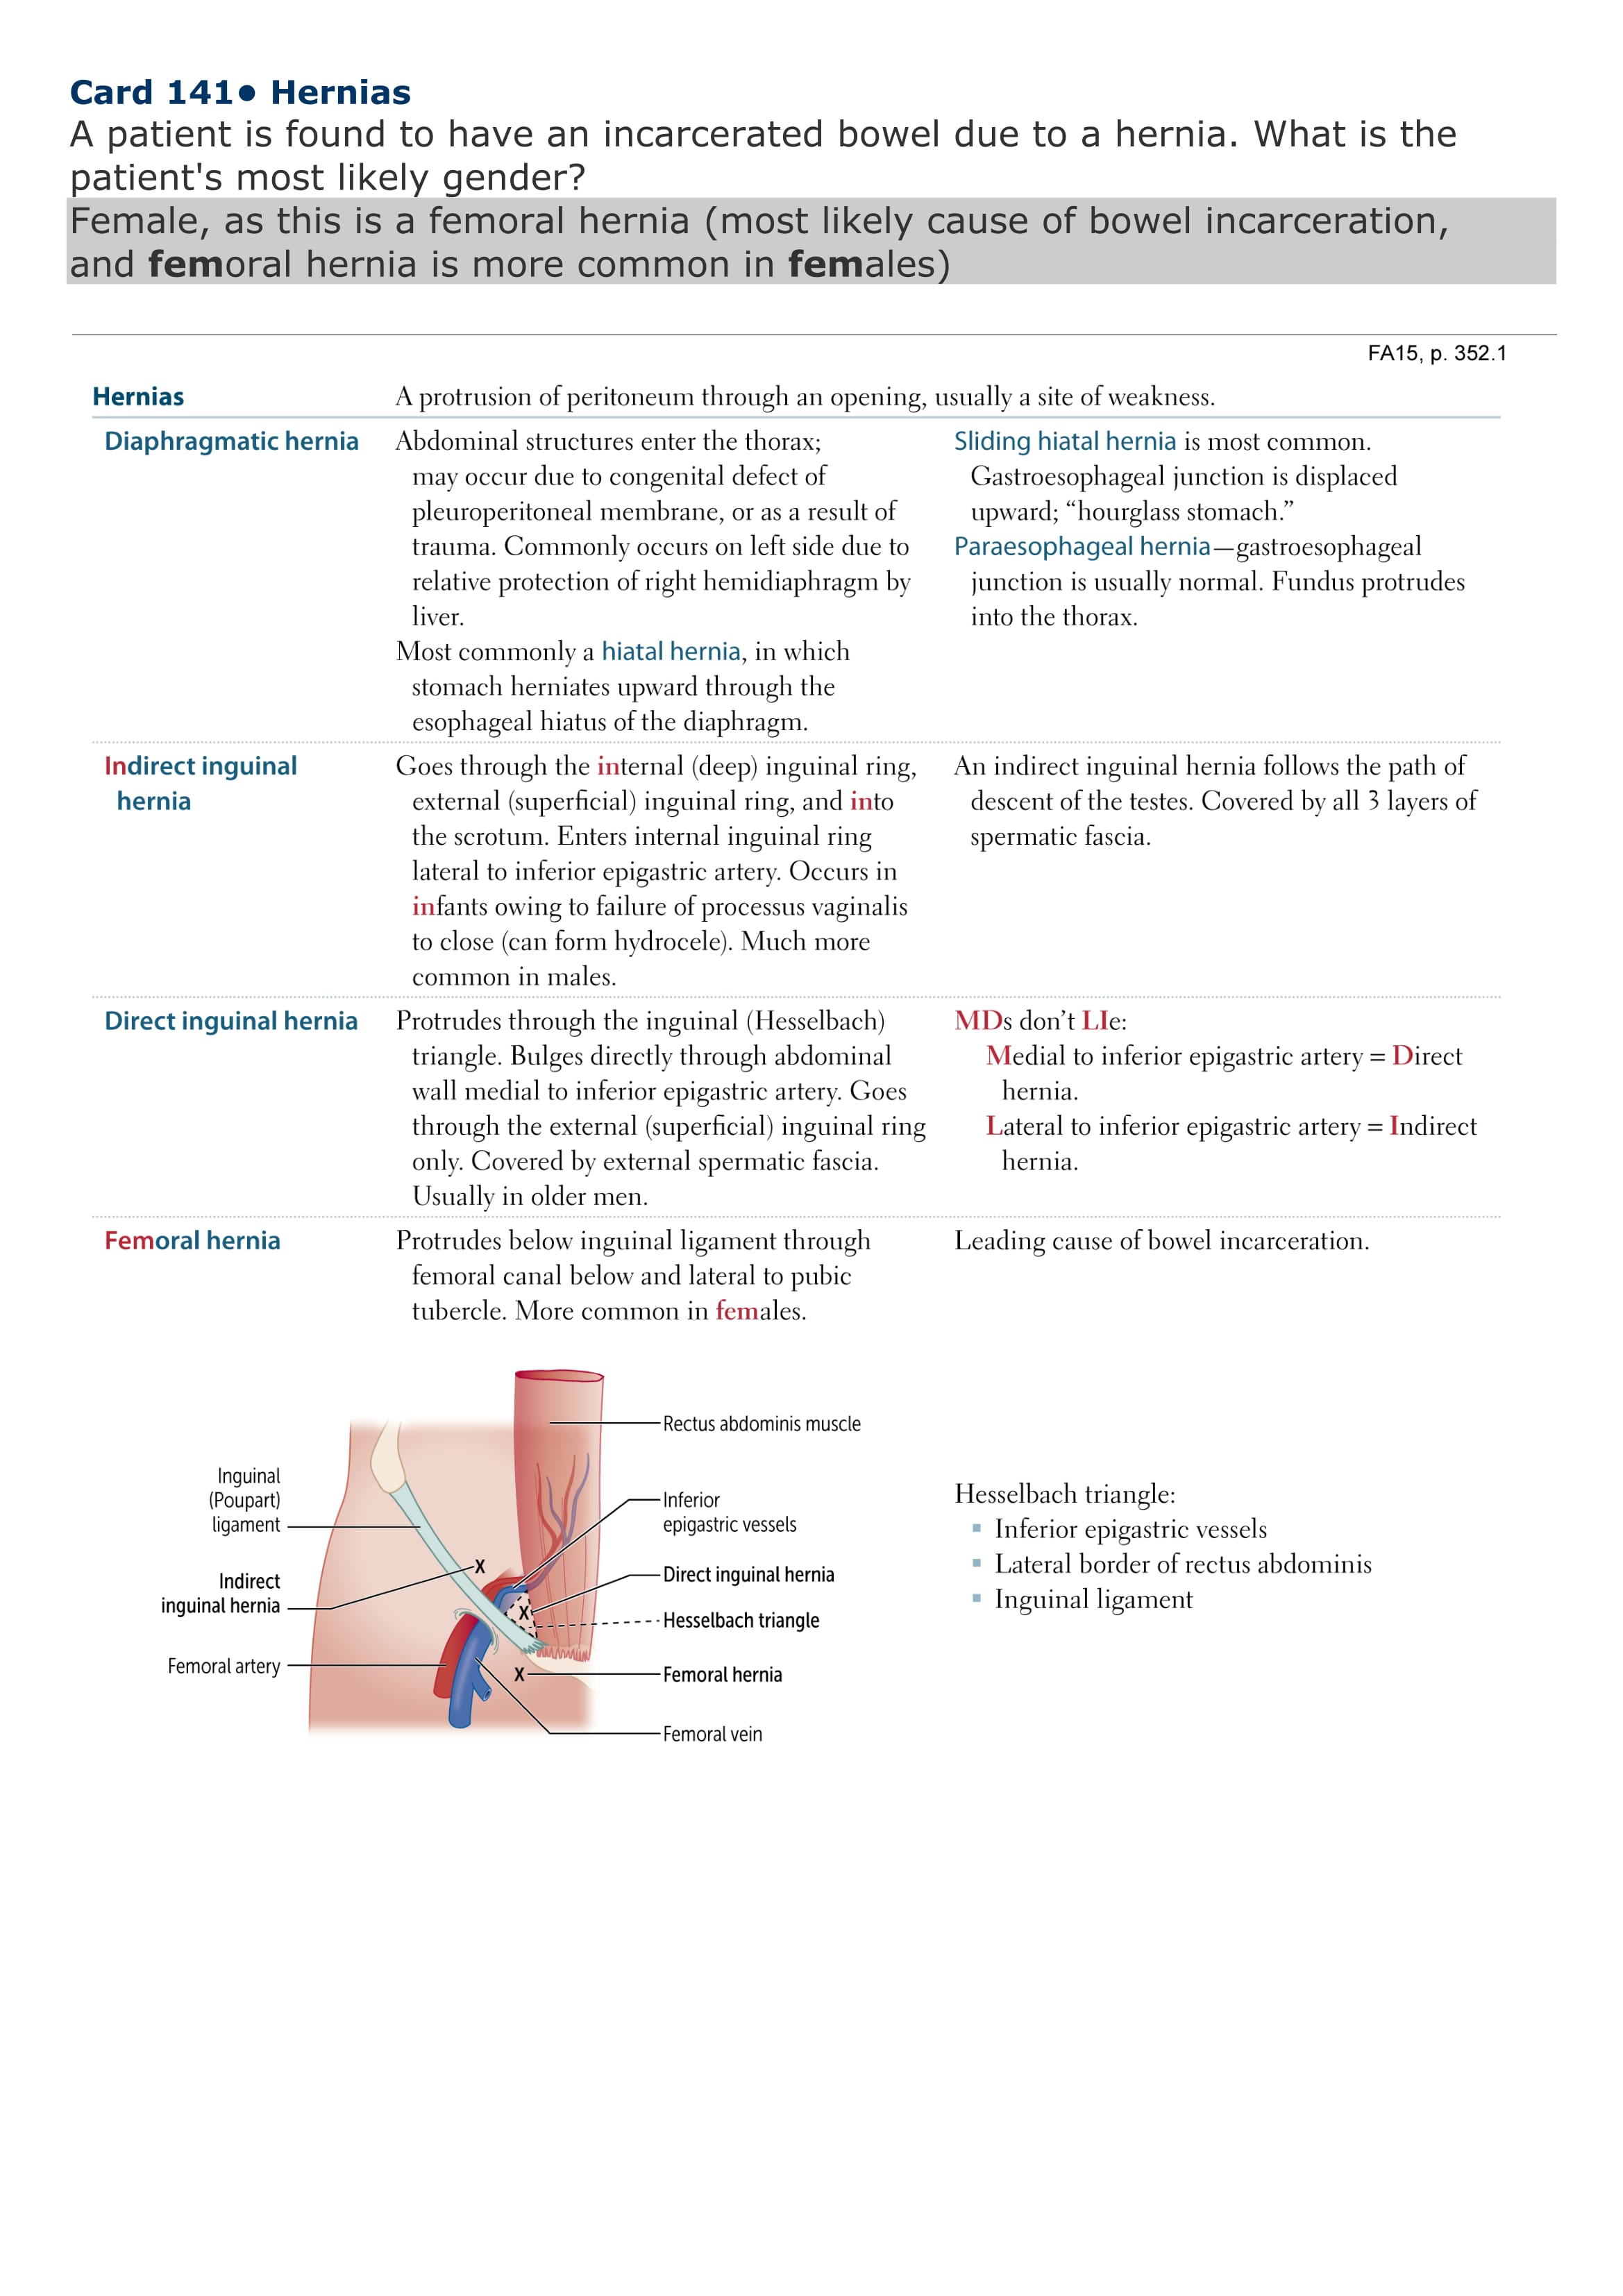 Card 141• Hernias
A patient is found to have an incarcerated bowel due to a hernia. What is the
patient's most likely gender?
Female, as this is a femoral hernia (most likely cause of bowel incarceration,
and femoral hernia is more common in females)
FA15, p. 352.1
Hernias
A protrusion of peritoneum through an opening, usually a site of weakness.
Diaphragmatic hernia
Abdominal structures enter the thorax;
may occur due to congenital defect of
pleuroperitoneal membrane, or as a result of
trauma. Commonly occurs on left side due to
relative protection of right hemidiaphragm by
liver.
Most commonly a hiatal hernia, in which
stomach herniates upward through the
esophageal hiatus of the diaphragm.
Sliding hiatal hernia is most common.
Gastroesophageal junction is displaced
upward; “hourglass stomach.”
Paraesophageal hernia—gastroesophageal
junction is usually normal. Fundus protrudes
into the thorax.
Indirect inguinal
hernia
Goes through the internal (deep) inguinal ring,
external (superficial) inguinal ring, and into
the scrotum. Enters internal inguinal ring
lateral to inferior epigastric artery. Occurs in
infants owing to failure of processus vaginalis
to close (can form hydrocele). Much more
common in males.
An indirect inguinal hernia follows the path of
descent of the testes. Covered by all 3 layers of
spermatic fascia.
Direct inguinal hernia
Protrudes through the inguinal (Hesselbach)
triangle. Bulges directly through abdominal
wall medial to inferior epigastric artery. Goes
through the external (superficial) inguinal ring
only. Covered by external spermatic fascia.
Usually in older men.
MDs don’t LIe:
Medial to inferior epigastric artery = Direct
hernia.
Lateral to inferior epigastric artery = Indirect
hernia.
Femoral hernia
Protrudes below inguinal ligament through
femoral canal below and lateral to pubic
tubercle. More common in females.
Leading cause of bowel incarceration.
Rectus abdominis muscle
Inguinal
(Poupart)
ligament
Inferior
epigastric vessels
X
Direct inguinal hernia
Indirect
inguinal hernia
X
Hesselbach triangle
Femoral artery
X
Femoral hernia
Femoral vein
Hesselbach triangle:
▪ Inferior epigastric vessels
▪ Lateral border of rectus abdominis
▪ Inguinal ligament